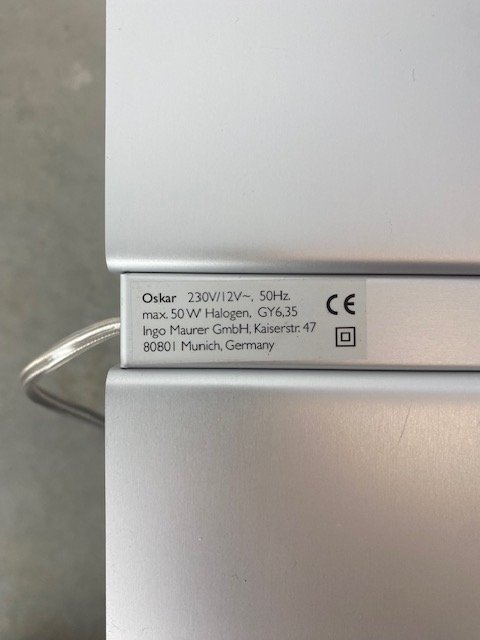 Oskar 230V/12V~, 50Hz.
max. 50 W Halogen, GY6,35
Ingo Maurer GmbH, Kaiserstr. 47
80801 Munich, Germany
CE